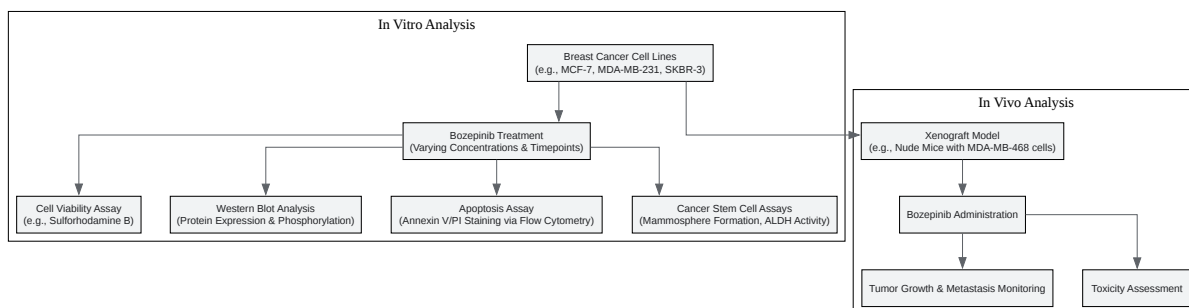 In Vitro Analysis
Breast Cancer Cell Lines
(e.g., MCF-7, MDA-MB-231, SKBR-3)
Bozepinib Treatment
(Varying Concentrations & Timepoints)
Cell Viability Assay
(e.g., Sulforhodamine B)
Western Blot Analysis
(Protein Expression & Phosphorylation)
Apoptosis Assay
(Annexin V/PI Staining via Flow Cytometry)
Cancer Stem Cell Assays
(Mammosphere Formation, ALDH Activity)
In Vivo Analysis
Xenograft Model
(e.g., Nude Mice with MDA-MB-468 cells)
Bozepinib Administration
Tumor Growth & Metastasis Monitoring
Toxicity Assessment